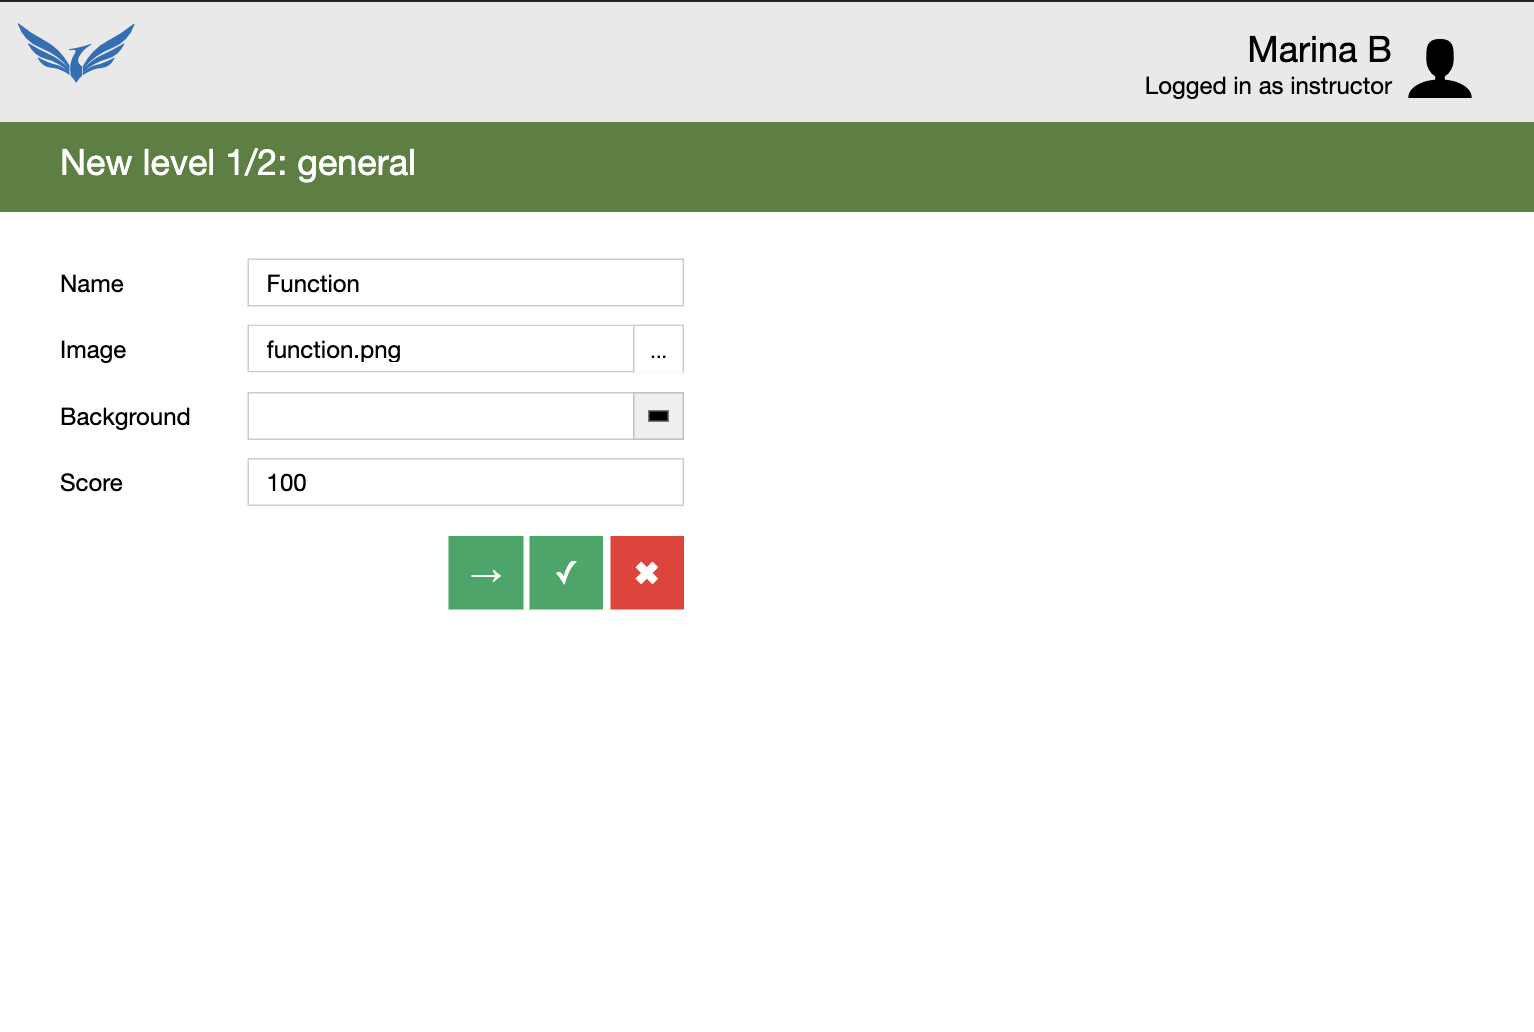 Marina B
Logged in as instructor
New level 1/2: general
Name
Function
Image
function.png
...
Background
Score
100
→ ✓ ✖